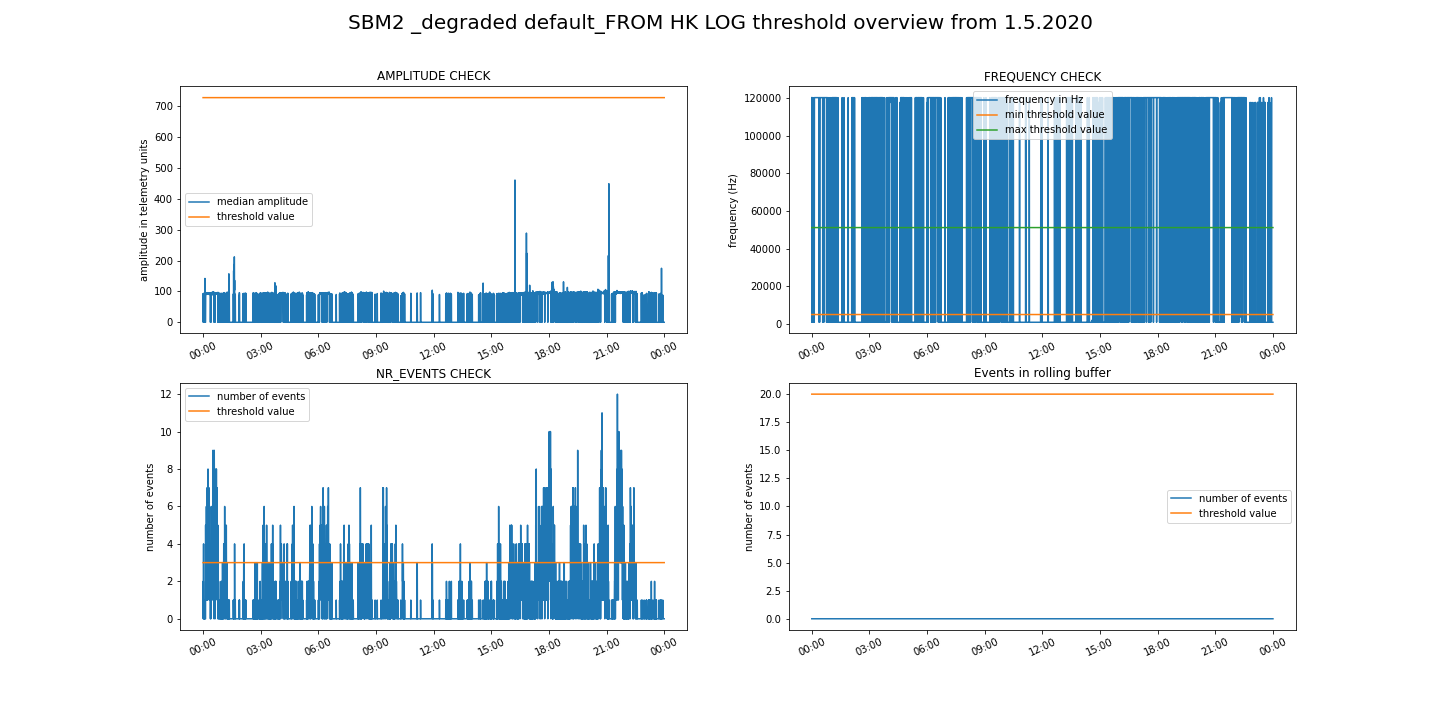 SBM2 _degraded default_FROM HK LOG threshold overview from 1.5.2020
AMPLITUDE CHECK
amplitude in telemetry units
700
600
500
400
300
200
100
0
median amplitude
threshold value
00:00 03:00 06:00 09:00 12:00 15:00 18:00 21:00 00:00
FREQUENCY CHECK
frequency (Hz)
120000
100000
80000
60000
40000
20000
0
frequency in Hz
min threshold value
max threshold value
00:00 03:00 06:00 09:00 12:00 15:00 18:00 21:00 00:00
NR_EVENTS CHECK
number of events
12
10
8
6
4
2
0
number of events
threshold value
00:00 03:00 06:00 09:00 12:00 15:00 18:00 21:00 00:00
Events in rolling buffer
number of events
20.0
17.5
15.0
12.5
10.0
7.5
5.0
2.5
0.0
number of events
threshold value
00:00 03:00 06:00 09:00 12:00 15:00 18:00 21:00 00:00